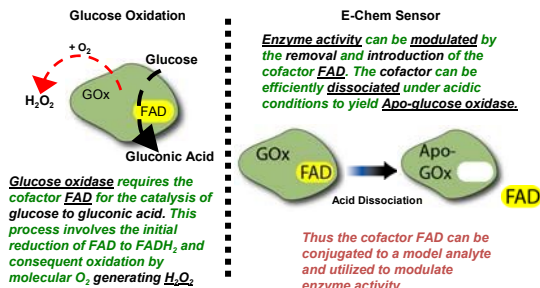 Glucose Oxidation
+ O2
Glucose
H2O2
GOx
FAD
Gluconic Acid
Glucose oxidase requires the
cofactor FAD for the catalysis of
glucose to gluconic acid. This
process involves the initial
reduction of FAD to FADH2 and
consequent oxidation by
molecular O2 generating H2O2
E-Chem Sensor
Enzyme activity can be modulated by
the removal and introduction of the
cofactor FAD. The cofactor can be
efficiently dissociated under acidic
conditions to yield Apo-glucose oxidase.
GOx
FAD
Acid Dissociation
Apo-
GOx
FAD
Thus the cofactor FAD can be
conjugated to a model analyte
and utilized to modulate
enzyme activity